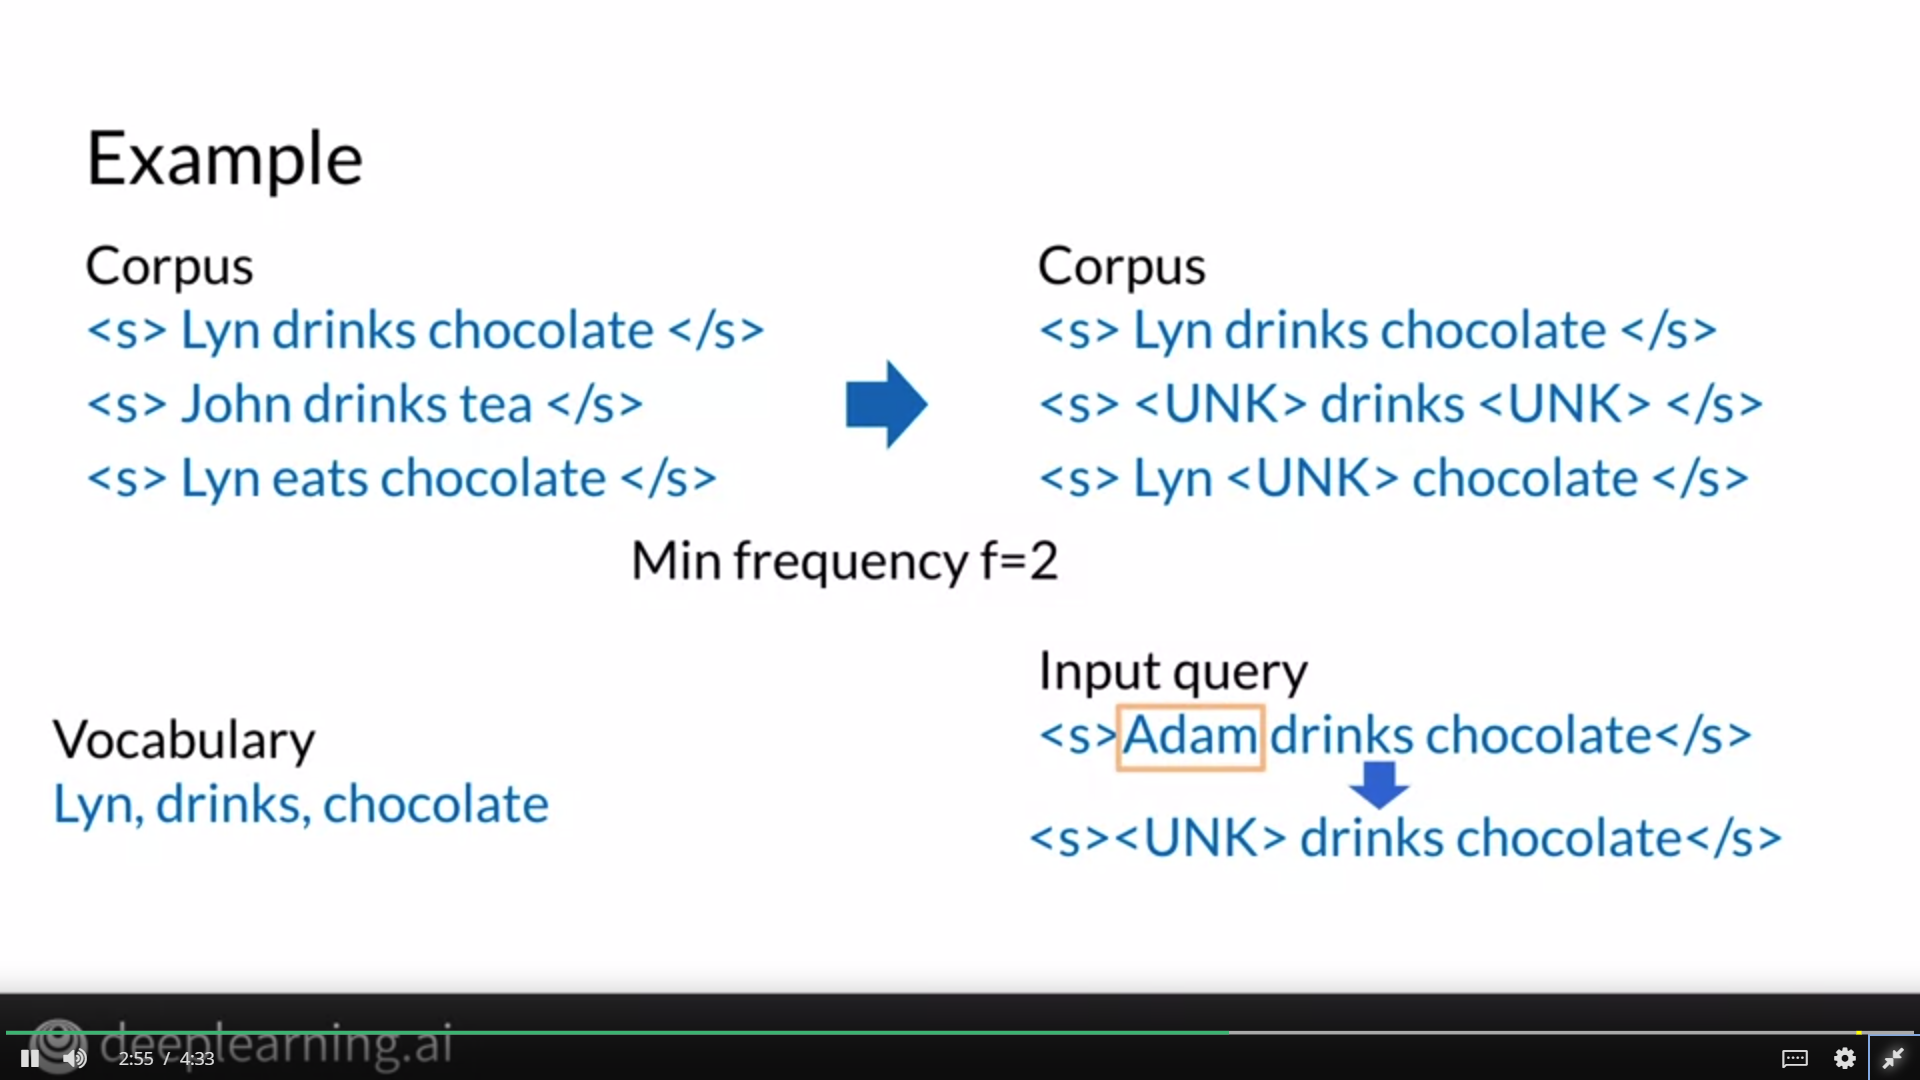 Example
Corpus
<s> Lyn drinks chocolate </s>
<s> John drinks tea </s>
<s> Lyn eats chocolate </s>
Corpus
<s> Lyn drinks chocolate </s>
<s> <UNK> drinks <UNK> </s>
<s> Lyn <UNK> chocolate </s>
Min frequency f=2
Vocabulary
Lyn, drinks, chocolate
Input query
<s>Adam drinks chocolate</s>
<s><UNK> drinks chocolate</s>
deeplearning.ai
2:55 / 4:33